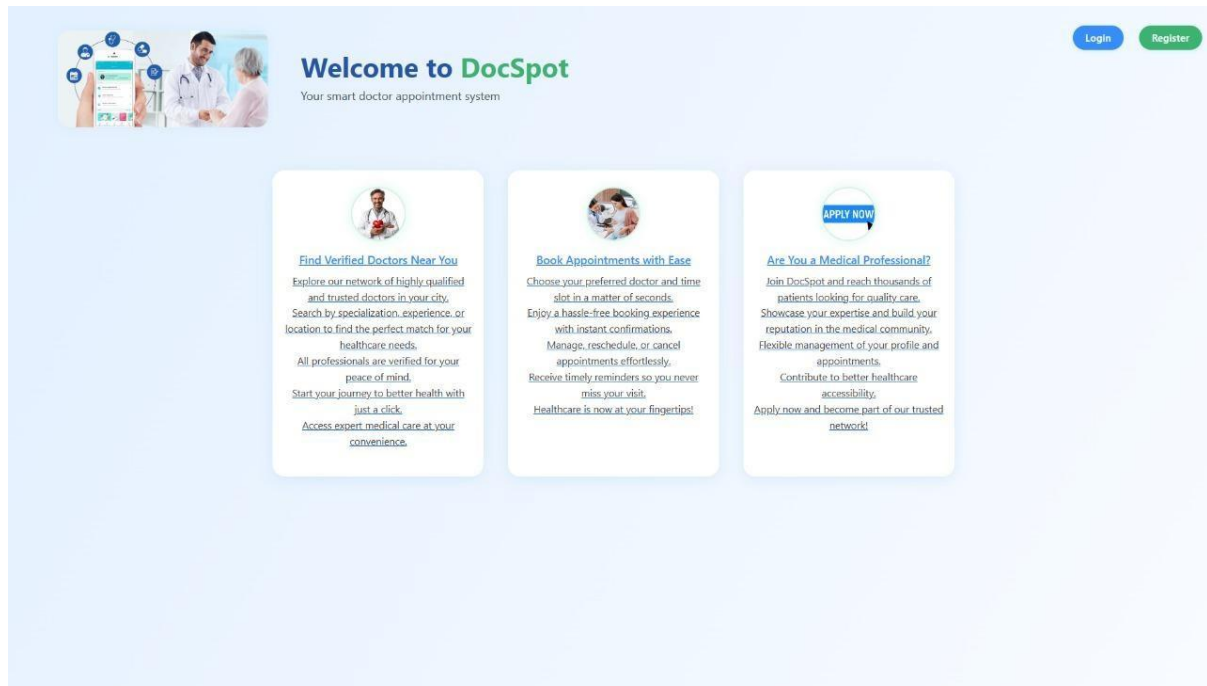 Login
Register
Welcome to DocSpot
Your smart doctor appointment system
Find Verified Doctors Near You
Explore our network of highly qualified
and trusted doctors in your city.
Search by specialization, experience, or
location to find the perfect match for your
healthcare needs.
All professionals are verified for your
peace of mind.
Start your journey to better health with
just a click.
Access expert medical care at your
convenience.
Book Appointments with Ease
Choose your preferred doctor and time
slot in a matter of seconds.
Enjoy a hassle-free booking experience
with instant confirmations.
Manage, reschedule, or cancel
appointments effortlessly.
Receive timely reminders so you never
miss your visit.
Healthcare is now at your fingertips!
APPLY NOW
Are You a Medical Professional?
Join DocSpot and reach thousands of
patients looking for quality care.
Showcase your expertise and build your
reputation in the medical community.
Flexible management of your profile and
appointments.
Contribute to better healthcare
accessibility.
Apply now and become part of our trusted
network!